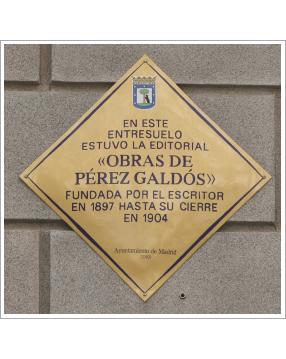 EN ESTE
ENTRESUELO
ESTUVO LA EDITORIAL
«OBRAS DE
PÉREZ GALDÓS»
FUNDADA POR EL ESCRITOR
EN 1897 HASTA SU CIERRE
EN 1904
Ayuntamiento de Madrid